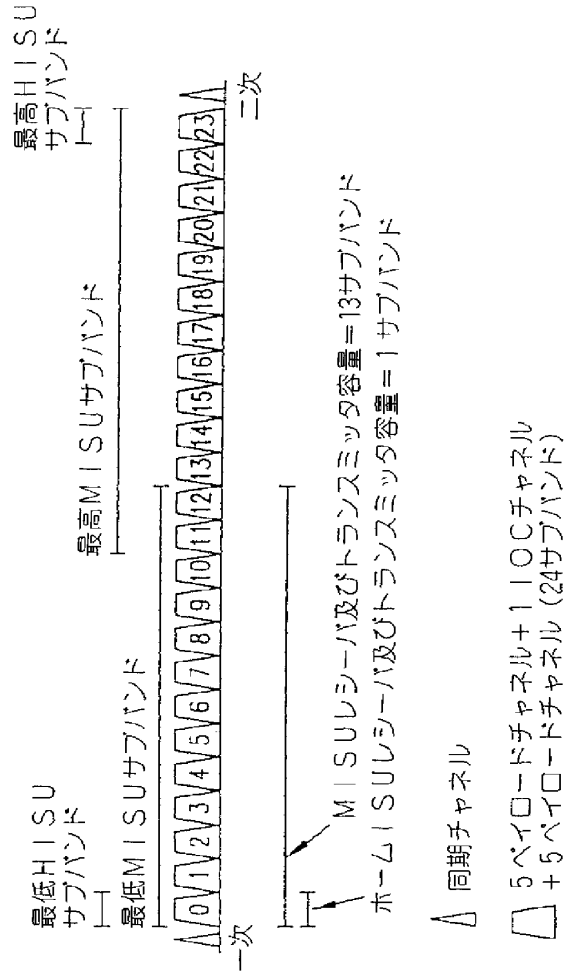 最低HISU
サブバンド
最低MISUサブバンド
最高MISUサブバンド
最高HISU
サブバンド
0 1 2 3 4 5 6 7 8 9 10 11 12 13 14 15 16 17 18 19 20 21 22 23
一次
二次
MISUレシーバ及びトランスミッタ容量=13サブバンド
ホームISUレシーバ及びトランスミッタ容量=1サブバンド
同期チャネル
5ペイロードチャネル+1IOCチャネル
+5ペイロードチャネル(24サブバンド)